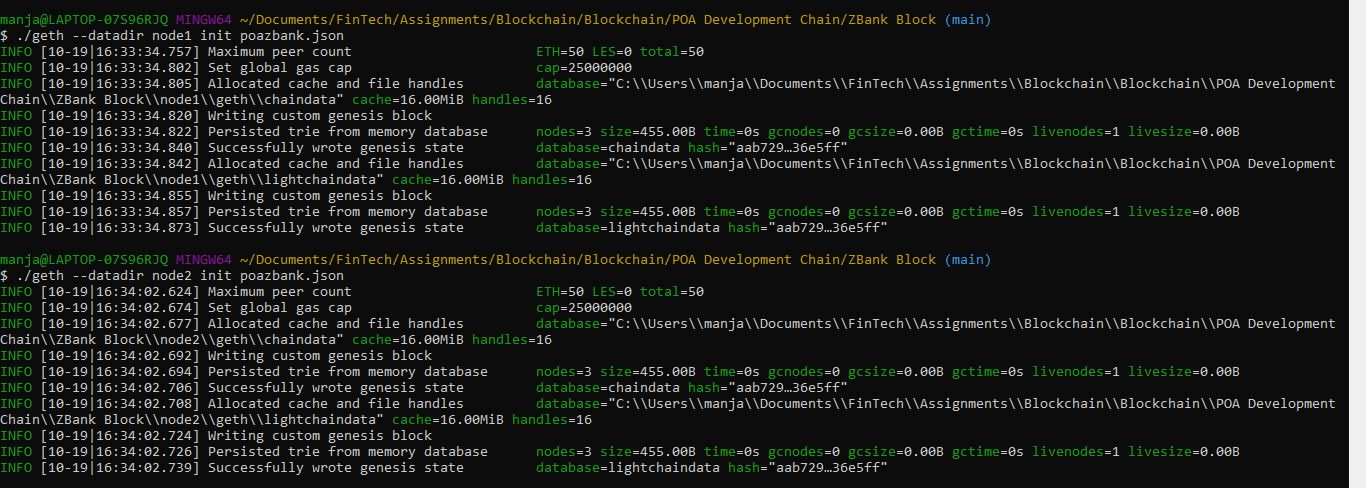 manja@LAPTOP-07S96RJQ MINGW64 ~/Documents/FinTech/Assignments/Blockchain/Blockchain/POA Development Chain/ZBank Block (main)
$ ./geth --datadir node1 init poazbank.json
INFO [10-19|16:33:34.757] Maximum peer count                       ETH=50 LES=0 total=50
INFO [10-19|16:33:34.802] Set global gas cap                       cap=25000000
INFO [10-19|16:33:34.805] Allocated cache and file handles         database="C:\\Users\\manja\\Documents\\FinTech\\Assignments\\Blockchain\\Blockchain\\POA Development
Chain\\ZBank Block\\node1\\geth\\chaindata" cache=16.00MiB handles=16
INFO [10-19|16:33:34.820] Writing custom genesis block
INFO [10-19|16:33:34.822] Persisted trie from memory database      nodes=3 size=455.00B time=0s gcnodes=0 gcsize=0.00B gctime=0s livenodes=1 livesize=0.00B
INFO [10-19|16:33:34.840] Successfully wrote genesis state         database=chaindata hash="aab729…36e5ff"
INFO [10-19|16:33:34.842] Allocated cache and file handles         database="C:\\Users\\manja\\Documents\\FinTech\\Assignments\\Blockchain\\Blockchain\\POA Development
Chain\\ZBank Block\\node1\\geth\\lightchaindata" cache=16.00MiB handles=16
INFO [10-19|16:33:34.855] Writing custom genesis block
INFO [10-19|16:33:34.857] Persisted trie from memory database      nodes=3 size=455.00B time=0s gcnodes=0 gcsize=0.00B gctime=0s livenodes=1 livesize=0.00B
INFO [10-19|16:33:34.873] Successfully wrote genesis state         database=lightchaindata hash="aab729…36e5ff"
manja@LAPTOP-07S96RJQ MINGW64 ~/Documents/FinTech/Assignments/Blockchain/Blockchain/POA Development Chain/ZBank Block (main)
$ ./geth --datadir node2 init poazbank.json
INFO [10-19|16:34:02.624] Maximum peer count                       ETH=50 LES=0 total=50
INFO [10-19|16:34:02.674] Set global gas cap                       cap=25000000
INFO [10-19|16:34:02.677] Allocated cache and file handles         database="C:\\Users\\manja\\Documents\\FinTech\\Assignments\\Blockchain\\Blockchain\\POA Development
Chain\\ZBank Block\\node2\\geth\\chaindata" cache=16.00MiB handles=16
INFO [10-19|16:34:02.692] Writing custom genesis block
INFO [10-19|16:34:02.694] Persisted trie from memory database      nodes=3 size=455.00B time=0s gcnodes=0 gcsize=0.00B gctime=0s livenodes=1 livesize=0.00B
INFO [10-19|16:34:02.706] Successfully wrote genesis state         database=chaindata hash="aab729…36e5ff"
INFO [10-19|16:34:02.708] Allocated cache and file handles         database="C:\\Users\\manja\\Documents\\FinTech\\Assignments\\Blockchain\\Blockchain\\POA Development
Chain\\ZBank Block\\node2\\geth\\lightchaindata" cache=16.00MiB handles=16
INFO [10-19|16:34:02.724] Writing custom genesis block
INFO [10-19|16:34:02.726] Persisted trie from memory database      nodes=3 size=455.00B time=0s gcnodes=0 gcsize=0.00B gctime=0s livenodes=1 livesize=0.00B
INFO [10-19|16:34:02.739] Successfully wrote genesis state         database=lightchaindata hash="aab729…36e5ff"